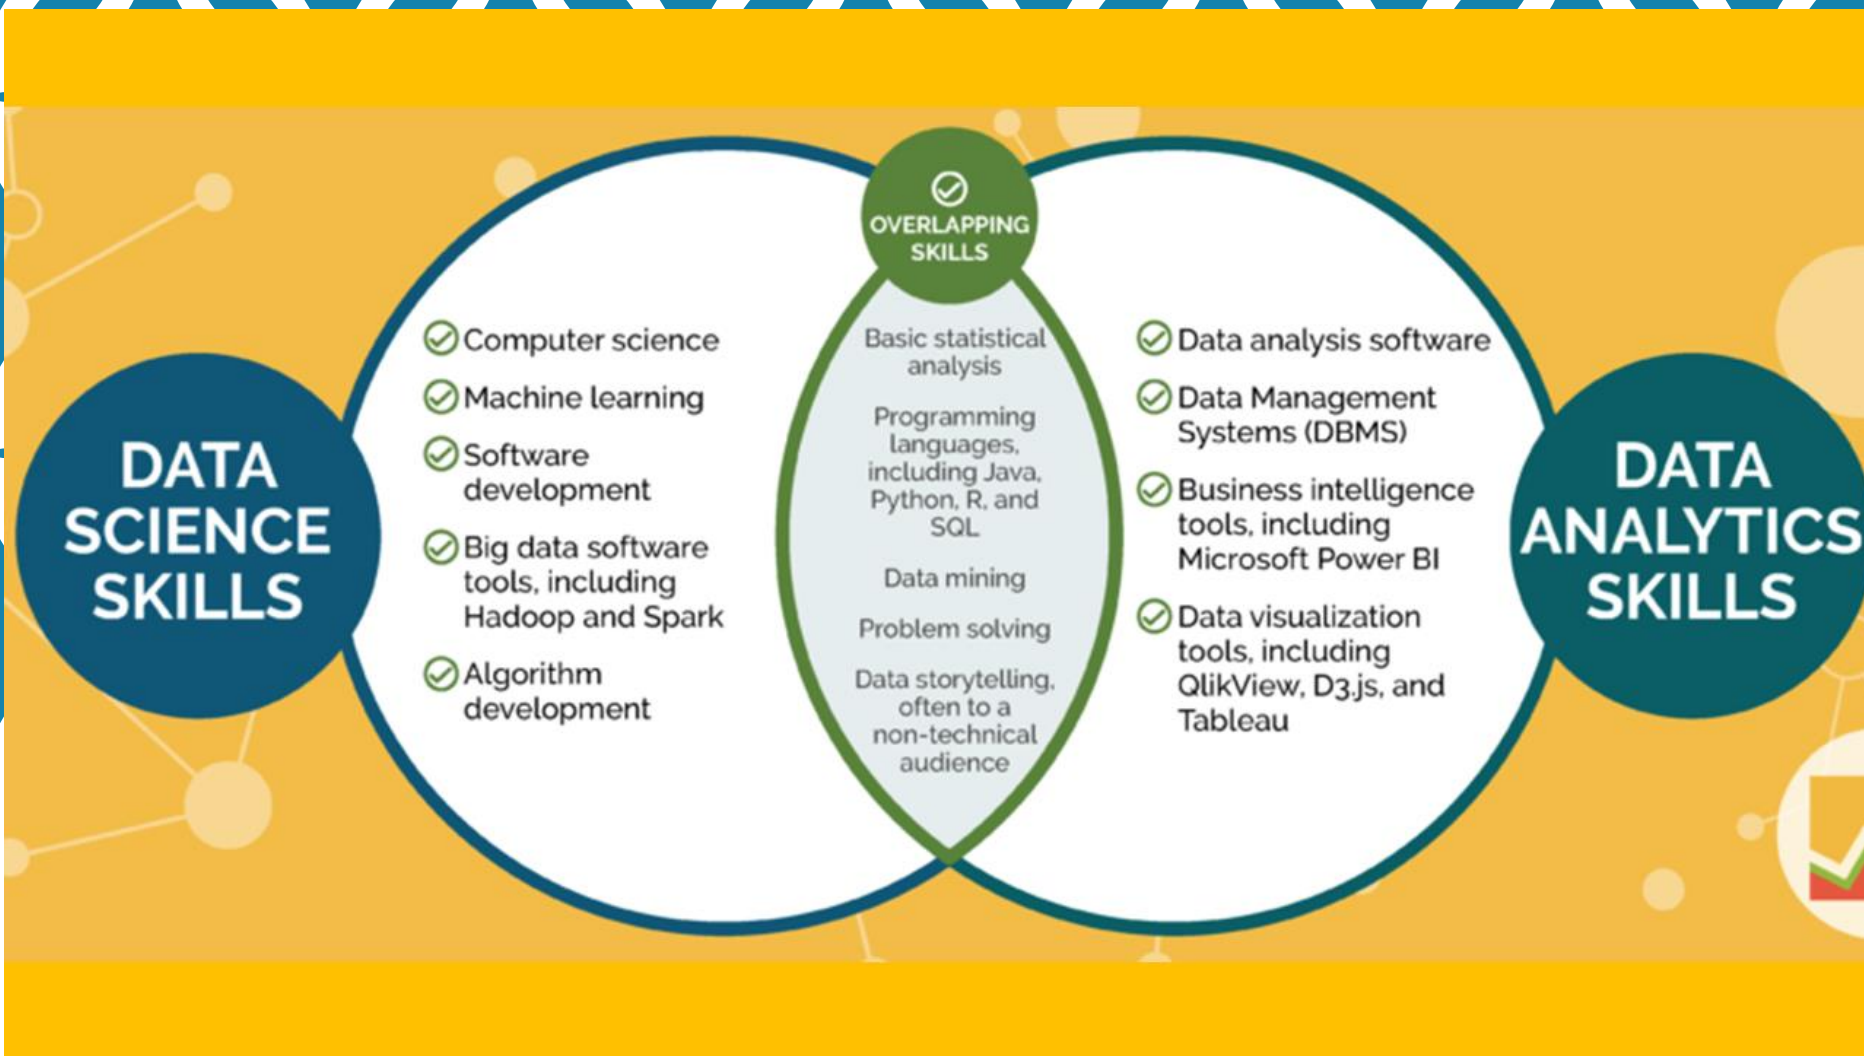 DATA
SCIENCE
SKILLS
Computer science
Machine learning
Software
development
Big data software
tools, including
Hadoop and Spark
Algorithm
development
OVERLAPPING
SKILLS
Basic statistical
analysis
Programming
languages,
including Java,
Python, R, and
SQL
Data mining
Problem solving
Data storytelling,
often to a
non-technical
audience
Data analysis software
Data Management
Systems (DBMS)
Business intelligence
tools, including
Microsoft Power BI
Data visualization
tools, including
QlikView, D3.js, and
Tableau
DATA
ANALYTICS
SKILLS